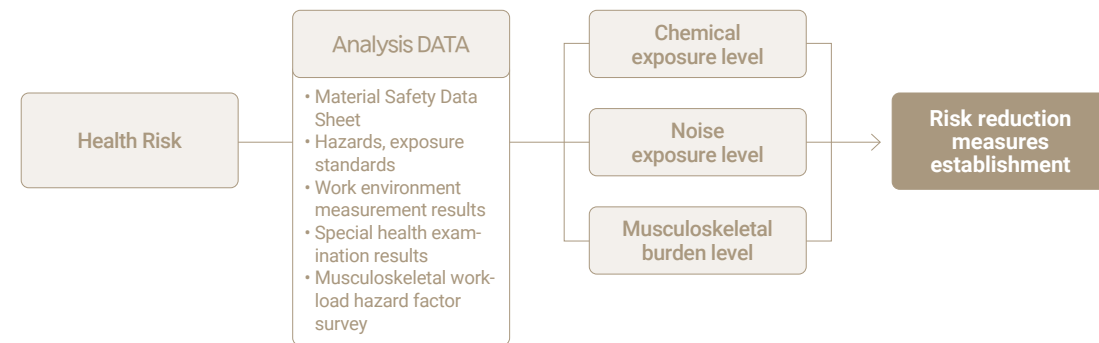 Health Risk
Analysis DATA
• Material Safety Data
Sheet
• Hazards, exposure
standards
• Work environment
measurement results
• Special health exam-
ination results
• Musculoskeletal work-
load hazard factor
survey
Chemical
exposure level
Noise
exposure level
Musculoskeletal
burden level
Risk reduction
measures
establishment